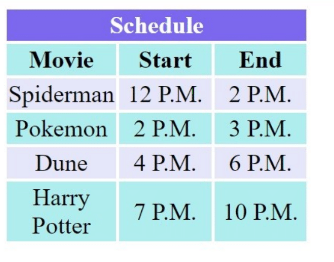 Schedule
Movie Start End
Spiderman 12 P.M. 2 P.M.
Pokemon 2 P.M. 3 P.M.
Dune 4 P.M. 6 P.M.
Harry
Potter 7 P.M. 10 P.M.